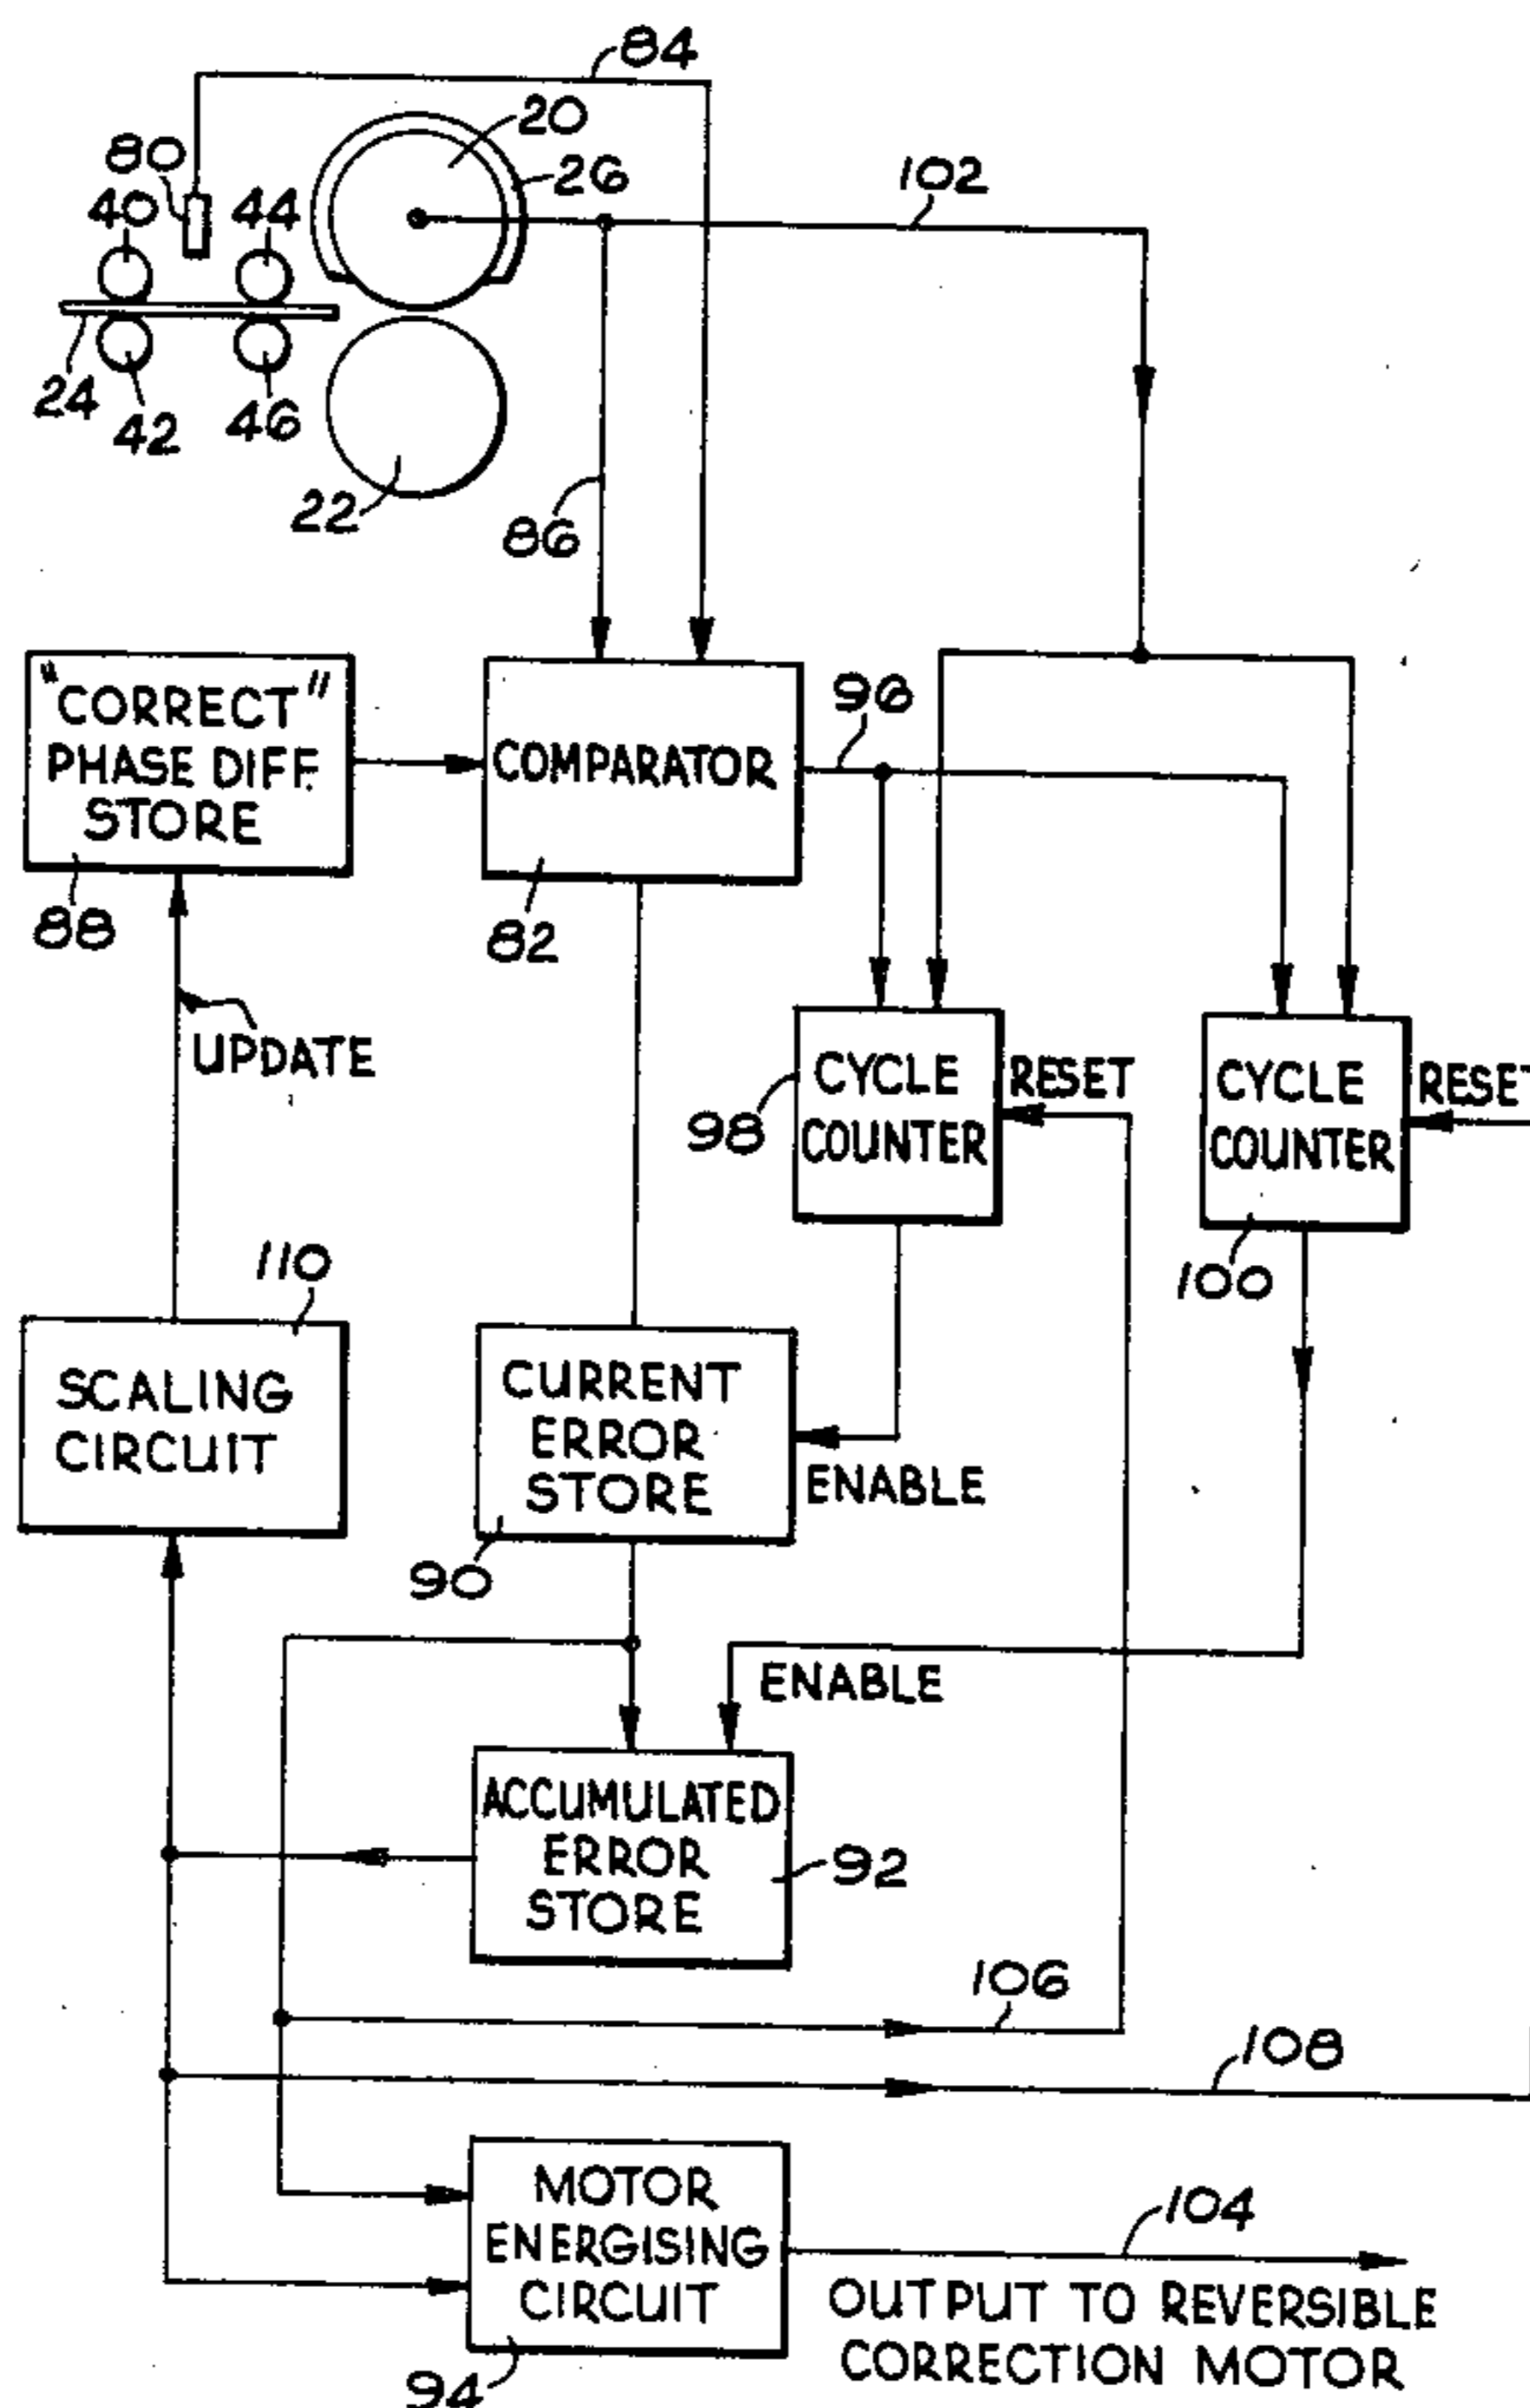 84
20
80
26
102
40
44
24
42
46
22
86
"CORRECT"
PHASE DIFF.
STORE
COMPARATOR
96
88
82
UPDATE
CYCLE
COUNTER
RESET
98
CYCLE
COUNTER
RESET
100
110
SCALING
CIRCUIT
CURRENT
ERROR
STORE
ENABLE
90
ENABLE
ACCUMULATED
ERROR
STORE
92
106
108
MOTOR
ENERGISING
CIRCUIT
104
OUTPUT TO REVERSIBLE
CORRECTION MOTOR
94